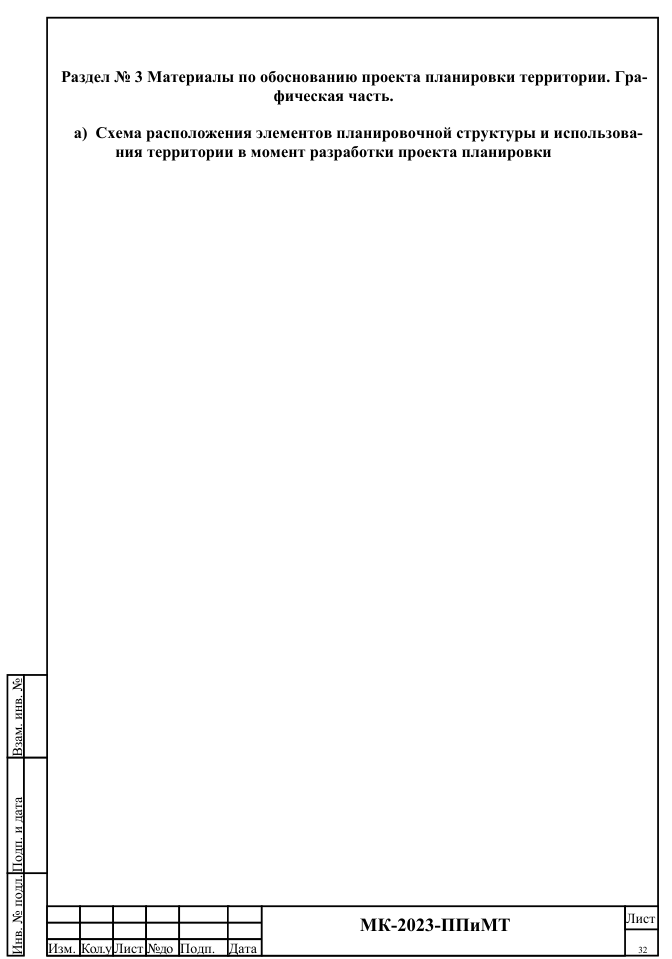 Раздел № 3 Материалы по обоснованию проекта планировки территории. Гра-
фическая часть.
а) Схема расположения элементов планировочной структуры и использова-
ния территории в момент разработки проекта планировки
Взам. инв. №
Подп. и дата
Инв. № подл.
МК-2023-ППиМТ
Лист
32
Изм. Кол.у Лист №до Подп. Дата